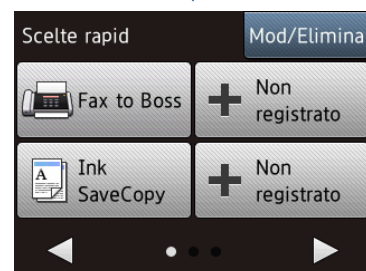 Scelte rapid
Mod/Elimina
Fax to Boss
Non
registrato
Ink
SaveCopy
Non
registrato